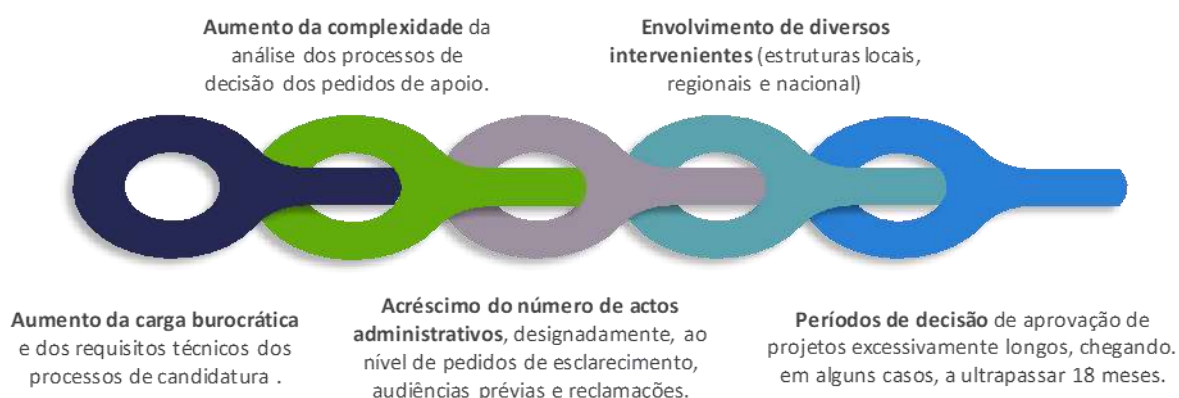 Aumento da complexidade da
análise dos processos de
decisão dos pedidos de apoio.
Envolvimento de diversos
intervenientes (estruturas locais,
regionais e nacional)
Aumento da carga burocrática
e dos requisitos técnicos dos
processos de candidatura .
Acréscimo do número de actos
administrativos, designadamente, ao
nível de pedidos de esclarecimento,
audiências prévias e reclamações.
Períodos de decisão de aprovação de
projetos excessivamente longos, chegando.
em alguns casos, a ultrapassar 18 meses.